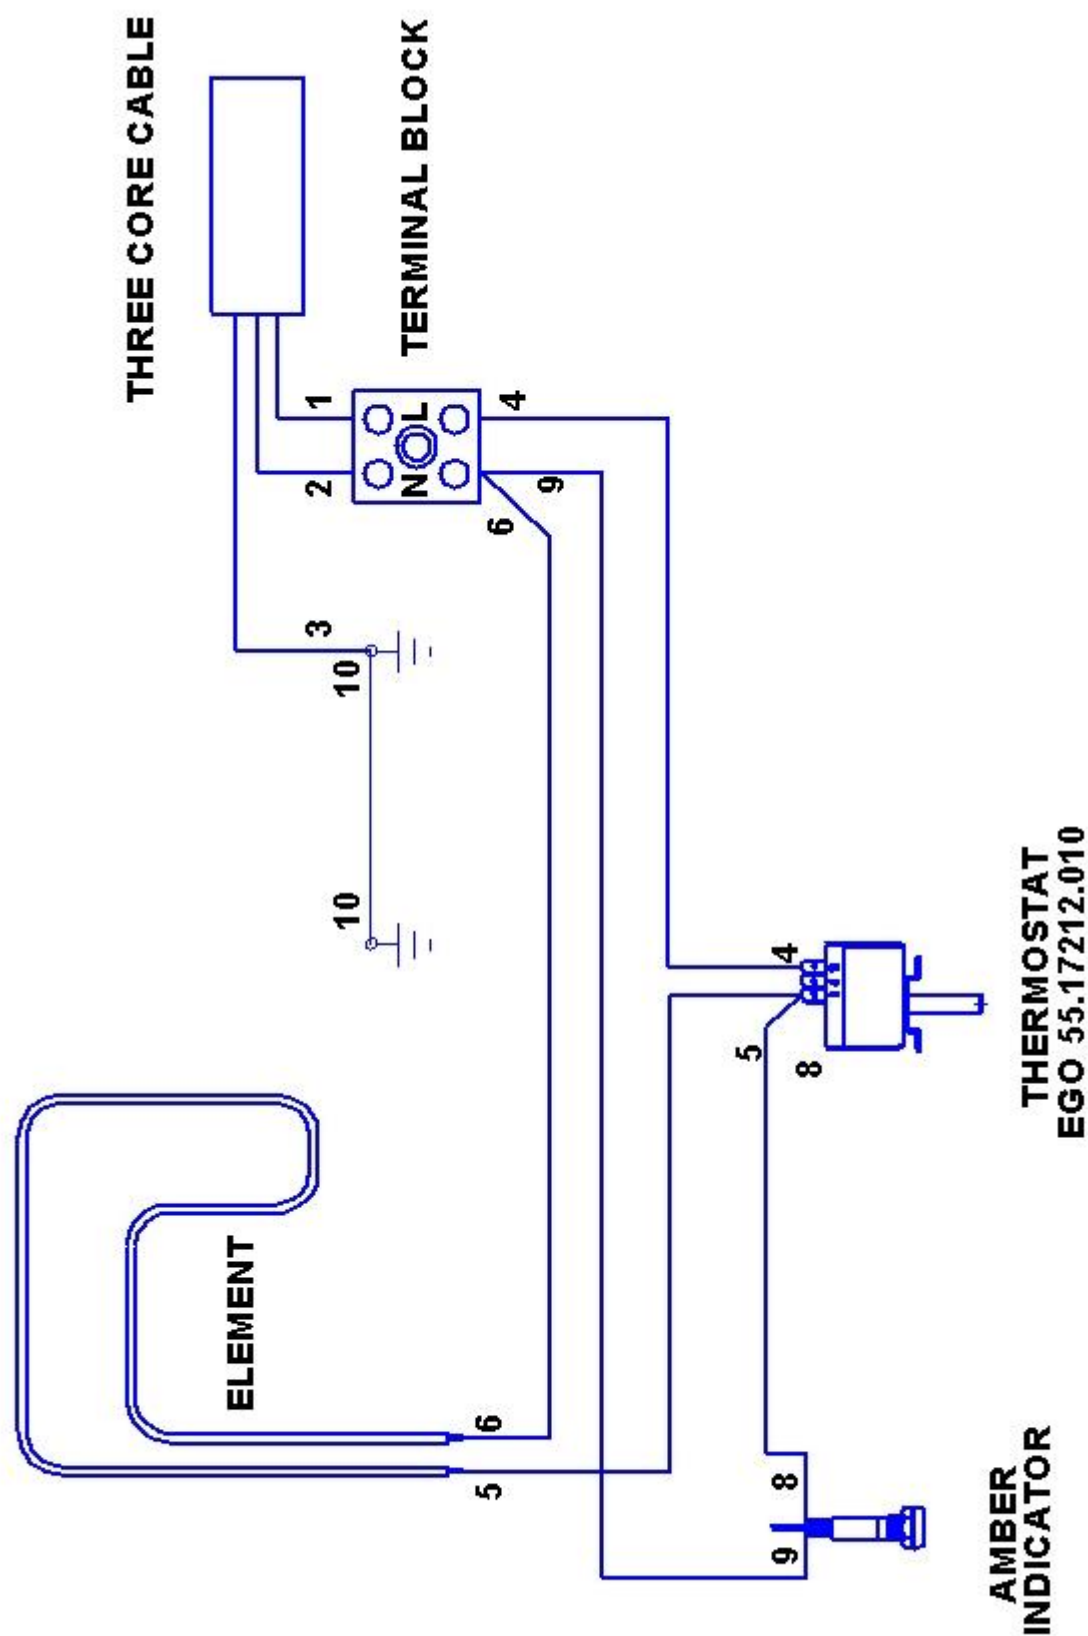 THREE CORE CABLE
TERMINAL BLOCK
1
2
N L
4
9
6
3
10
10
ELEMENT
6
5
4
5
8
THERMOSTAT
EGO 55.17212.010
8
9
AMBER
INDICATOR